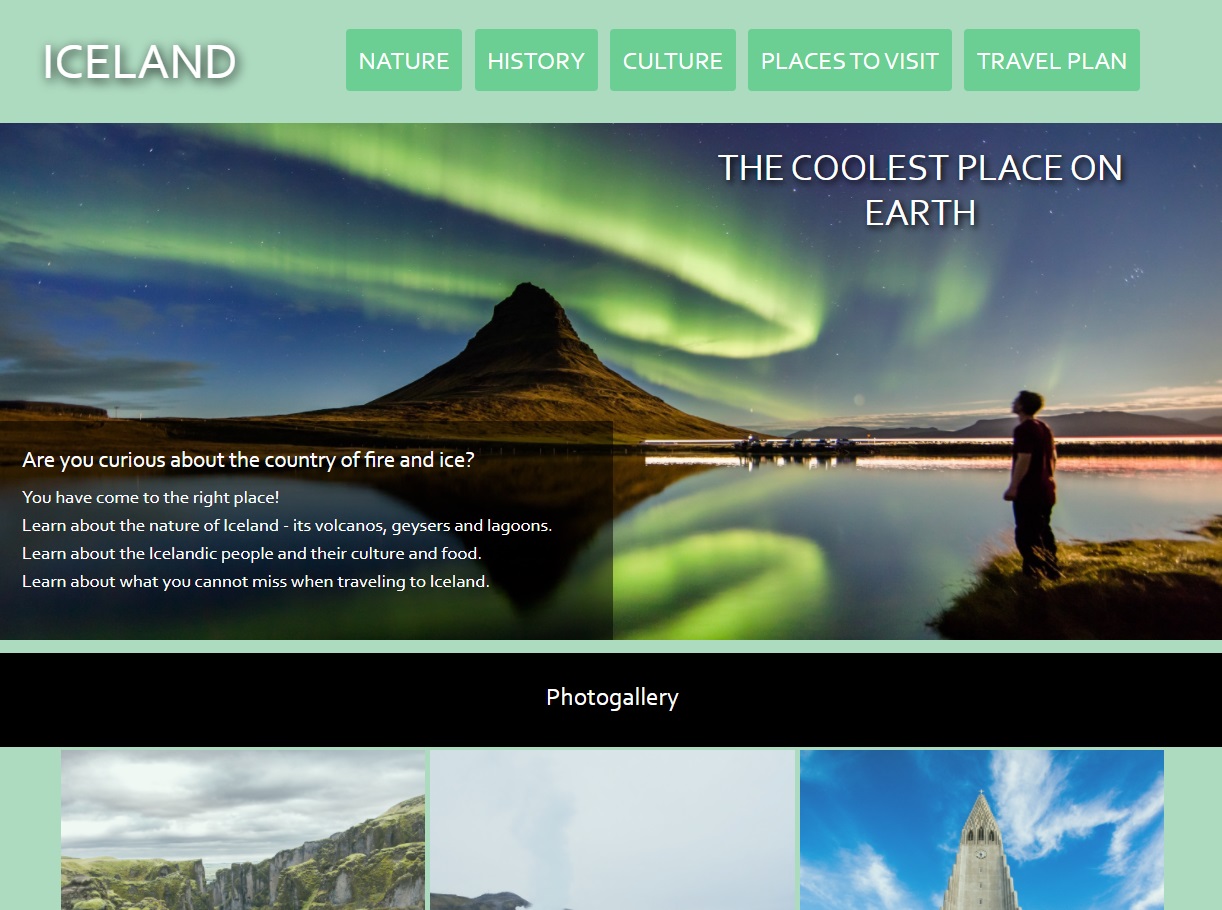 ICELAND
NATURE
HISTORY
CULTURE
PLACES TO VISIT
TRAVEL PLAN
THE COOLEST PLACE ON
EARTH
Are you curious about the country of fire and ice?
You have come to the right place!
Learn about the nature of Iceland - its volcanos, geysers and lagoons.
Learn about the Icelandic people and their culture and food.
Learn about what you cannot miss when traveling to Iceland.
Photogallery